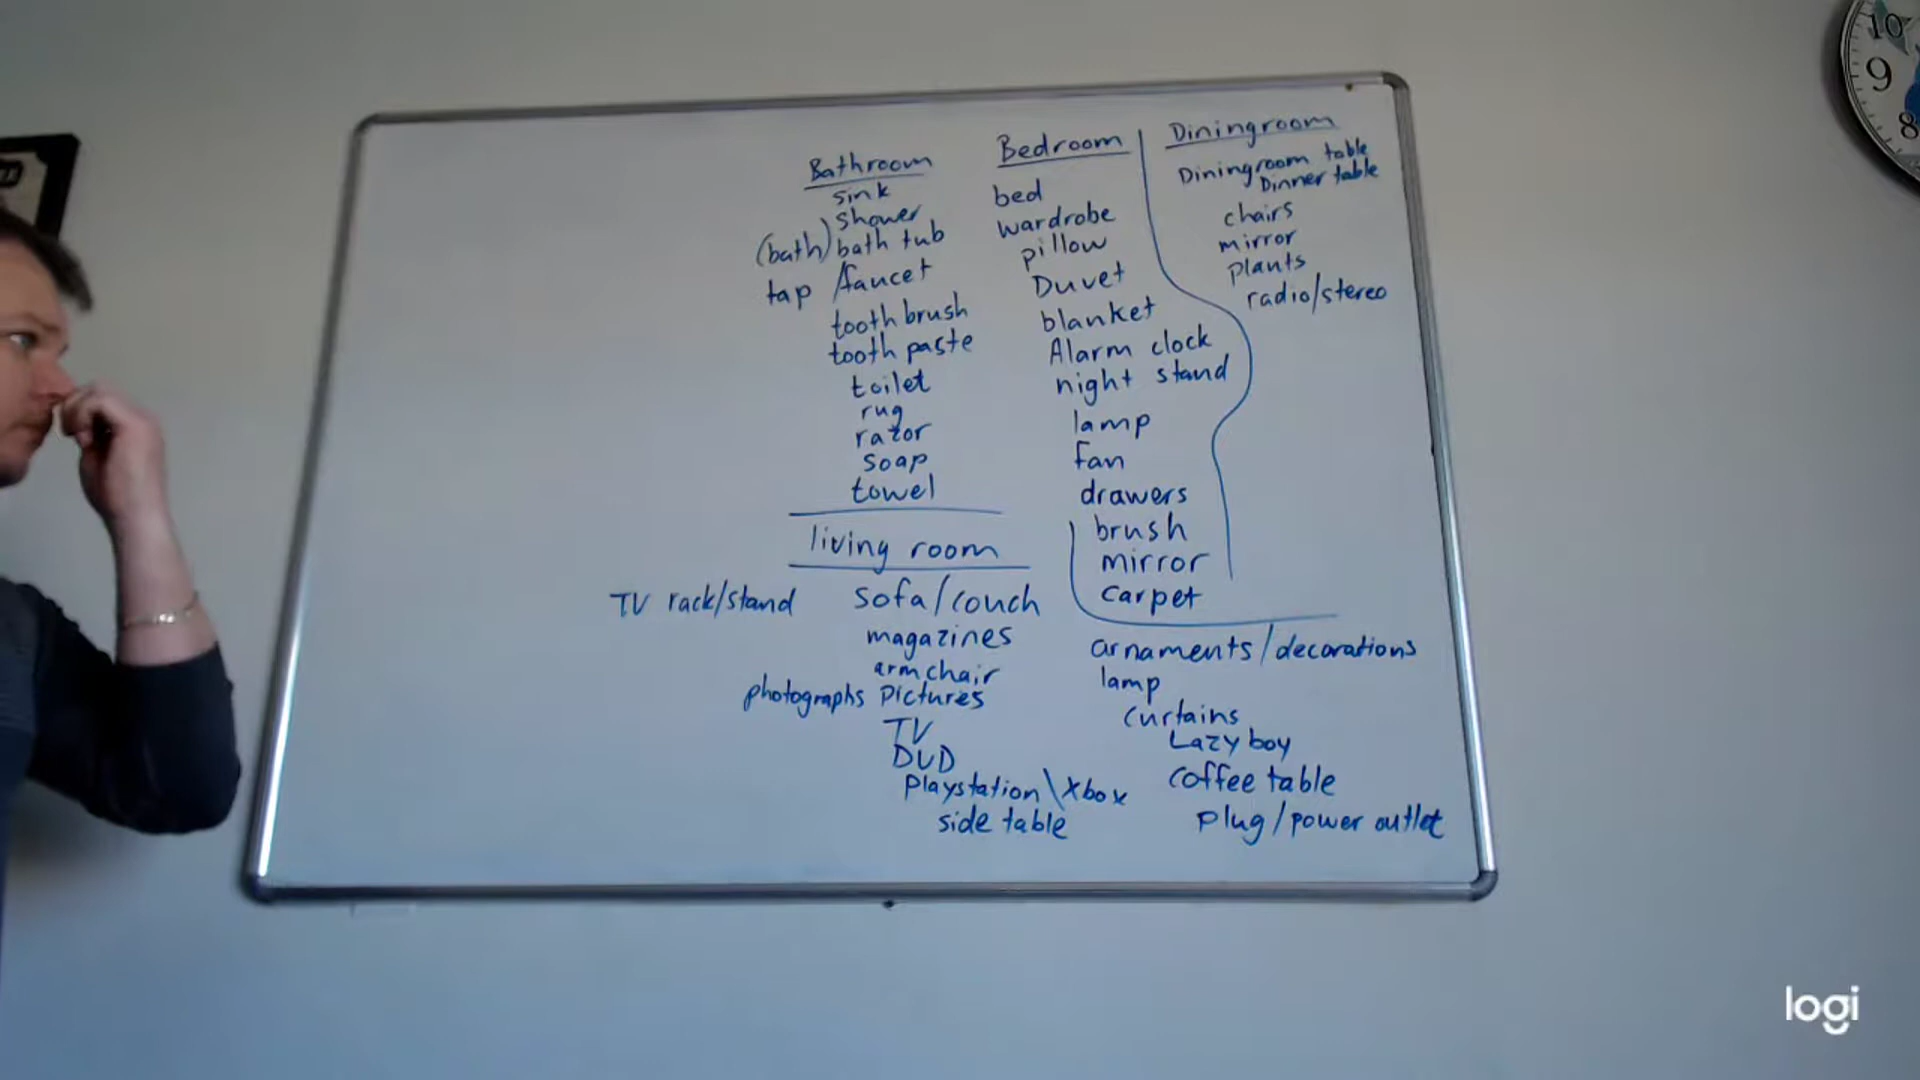 Bathroom
sink
shower
(bath) bath tub
tap /faucet
tooth brush
tooth paste
toilet
rug
razor
soap
towel
living room
TV rack/stand
sofa/couch
magazines
armchair
photographs pictures
TV
DVD
Playstation\Xbox
side table
Bedroom
bed
wardrobe
pillow
Duvet
blanket
Alarm clock
night stand
lamp
fan
drawers
brush
mirror
carpet
arnaments/decorations
lamp
curtains
Lazy boy
coffee table
plug/power outlet
Diningroom
Diningroom table
Dinner table
chairs
mirror
plants
radio/stereo
10
9
8
logi